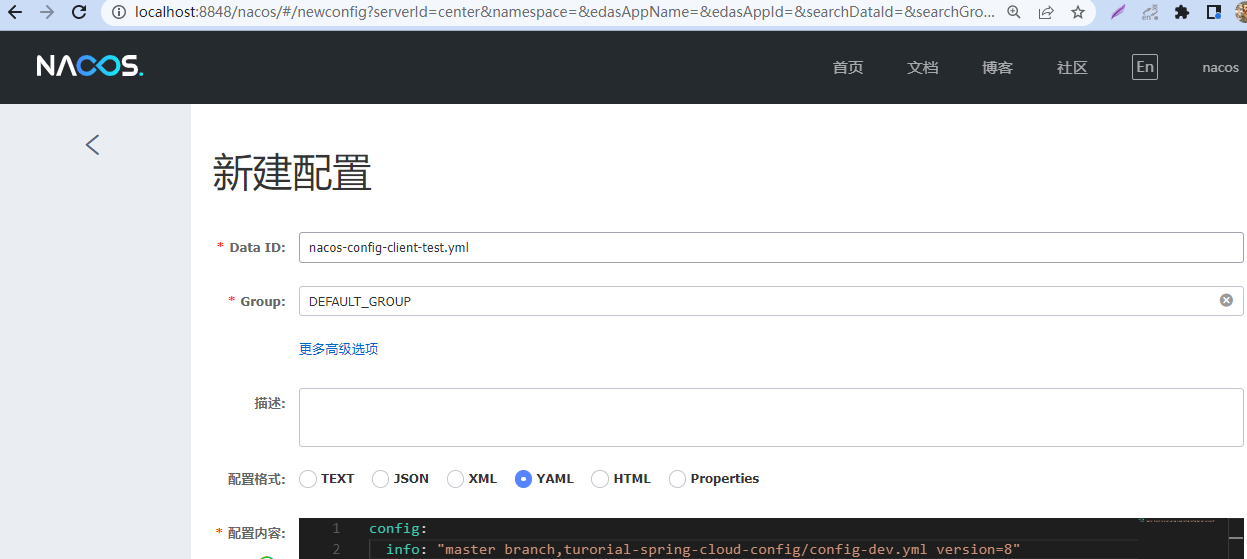 localhost:8848/nacos/#/newconfig?serverId=center&namespace=&edasAppName=&edasAppId=&searchDataId=&searchGro...
NACOS.
首页 文档 博客 社区 En nacos
新建配置
* Data ID: nacos-config-client-test.yml
* Group: DEFAULT_GROUP
更多高级选项
描述:
配置格式: TEXT JSON XML YAML HTML Properties
* 配置内容: 1 config:
2 info: "master branch,turorial-spring-cloud-config/config-dev.yml version=8"